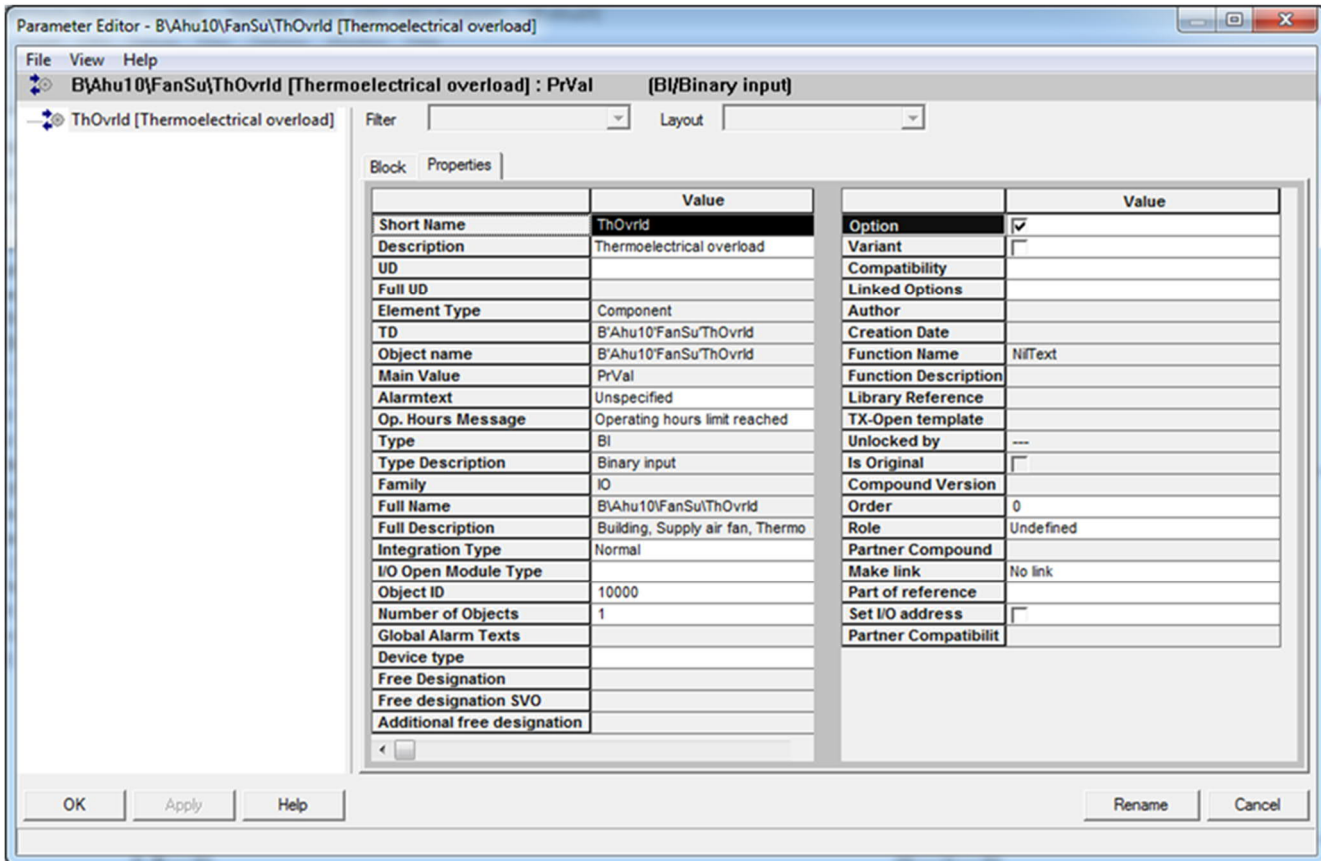 Parameter Editor - B\Ahu10\FanSu\ThOvrld [Thermoelectrical overload]
File View Help
B\Ahu10\FanSu\ThOvrld [Thermoelectrical overload] : PrVal (BI/Binary input)
ThOvrld [Thermoelectrical overload]
Filter Layout
Block Properties
Value
Short Name ThOvrld
Description Thermoelectrical overload
UD
Full UD
Element Type Component
TD B'Ahu10'FanSu'ThOvrld
Object name B'Ahu10'FanSu'ThOvrld
Main Value PrVal
Alarmtext Unspecified
Op. Hours Message Operating hours limit reached
Type BI
Type Description Binary input
Family IO
Full Name B\Ahu10\FanSu\ThOvrld
Full Description Building, Supply air fan, Thermo
Integration Type Normal
I/O Open Module Type
Object ID 10000
Number of Objects 1
Global Alarm Texts
Device type
Free Designation
Free designation SVO
Additional free designation
Value
Option
Variant
Compatibility
Linked Options
Author
Creation Date
Function Name NilText
Function Description
Library Reference
TX-Open template
Unlocked by ---
Is Original
Compound Version
Order 0
Role Undefined
Partner Compound
Make link No link
Part of reference
Set I/O address
Partner Compatibilit
OK Apply Help Rename Cancel